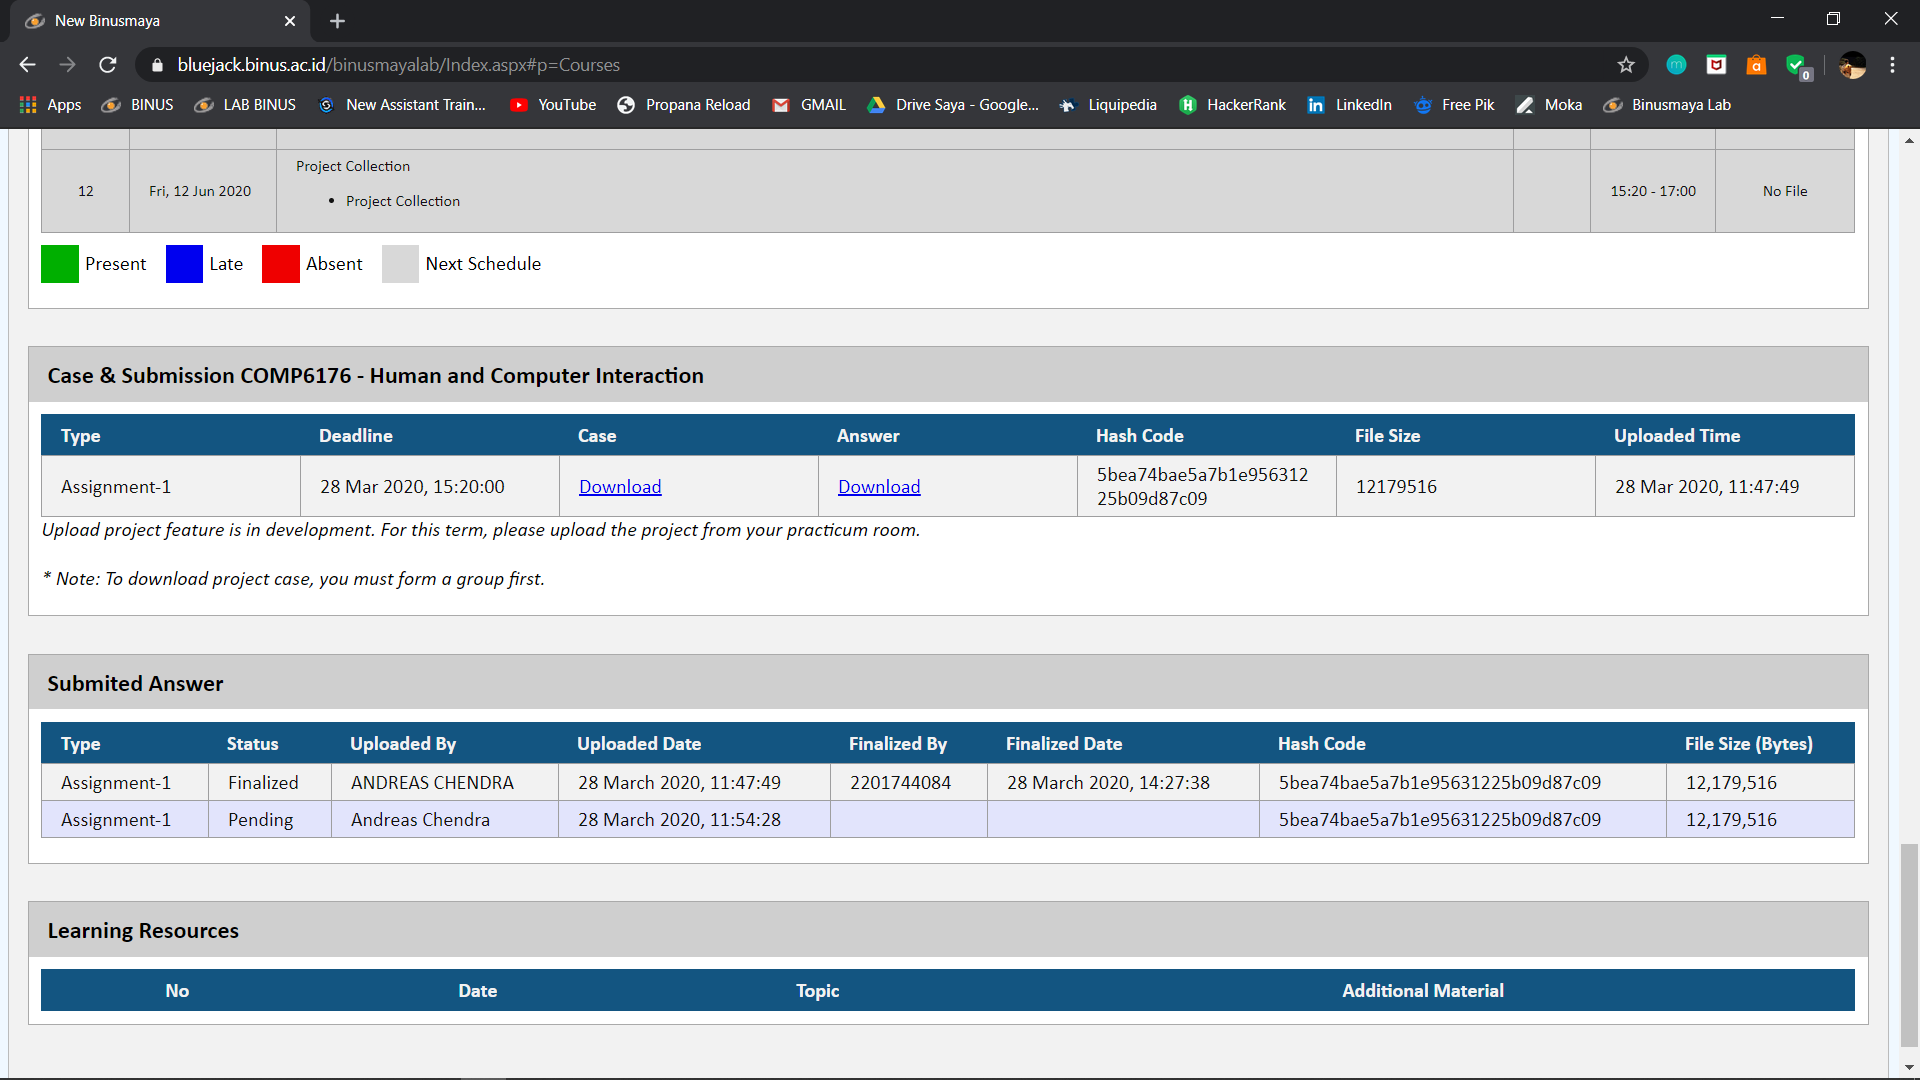 New Binusmaya
bluejack.binus.ac.id/binusmayalab/Index.aspx#p=Courses
m
a
0
Apps BINUS LAB BINUS New Assistant Train... YouTube Propana Reload GMAIL Drive Saya - Google... Liquipedia HackerRank LinkedIn Free Pik Moka Binusmaya Lab
12 Fri, 12 Jun 2020 Project Collection 15:20 - 17:00 No File
• Project Collection
Present Late Absent Next Schedule
Case & Submission COMP6176 - Human and Computer Interaction
Type Deadline Case Answer Hash Code File Size Uploaded Time
Assignment-1 28 Mar 2020, 15:20:00 Download Download 5bea74bae5a7b1e956312 12179516 28 Mar 2020, 11:47:49
25b09d87c09
Upload project feature is in development. For this term, please upload the project from your practicum room.
* Note: To download project case, you must form a group first.
Submited Answer
Type Status Uploaded By Uploaded Date Finalized By Finalized Date Hash Code File Size (Bytes)
Assignment-1 Finalized ANDREAS CHENDRA 28 March 2020, 11:47:49 2201744084 28 March 2020, 14:27:38 5bea74bae5a7b1e95631225b09d87c09 12,179,516
Assignment-1 Pending Andreas Chendra 28 March 2020, 11:54:28 5bea74bae5a7b1e95631225b09d87c09 12,179,516
Learning Resources
No Date Topic Additional Material